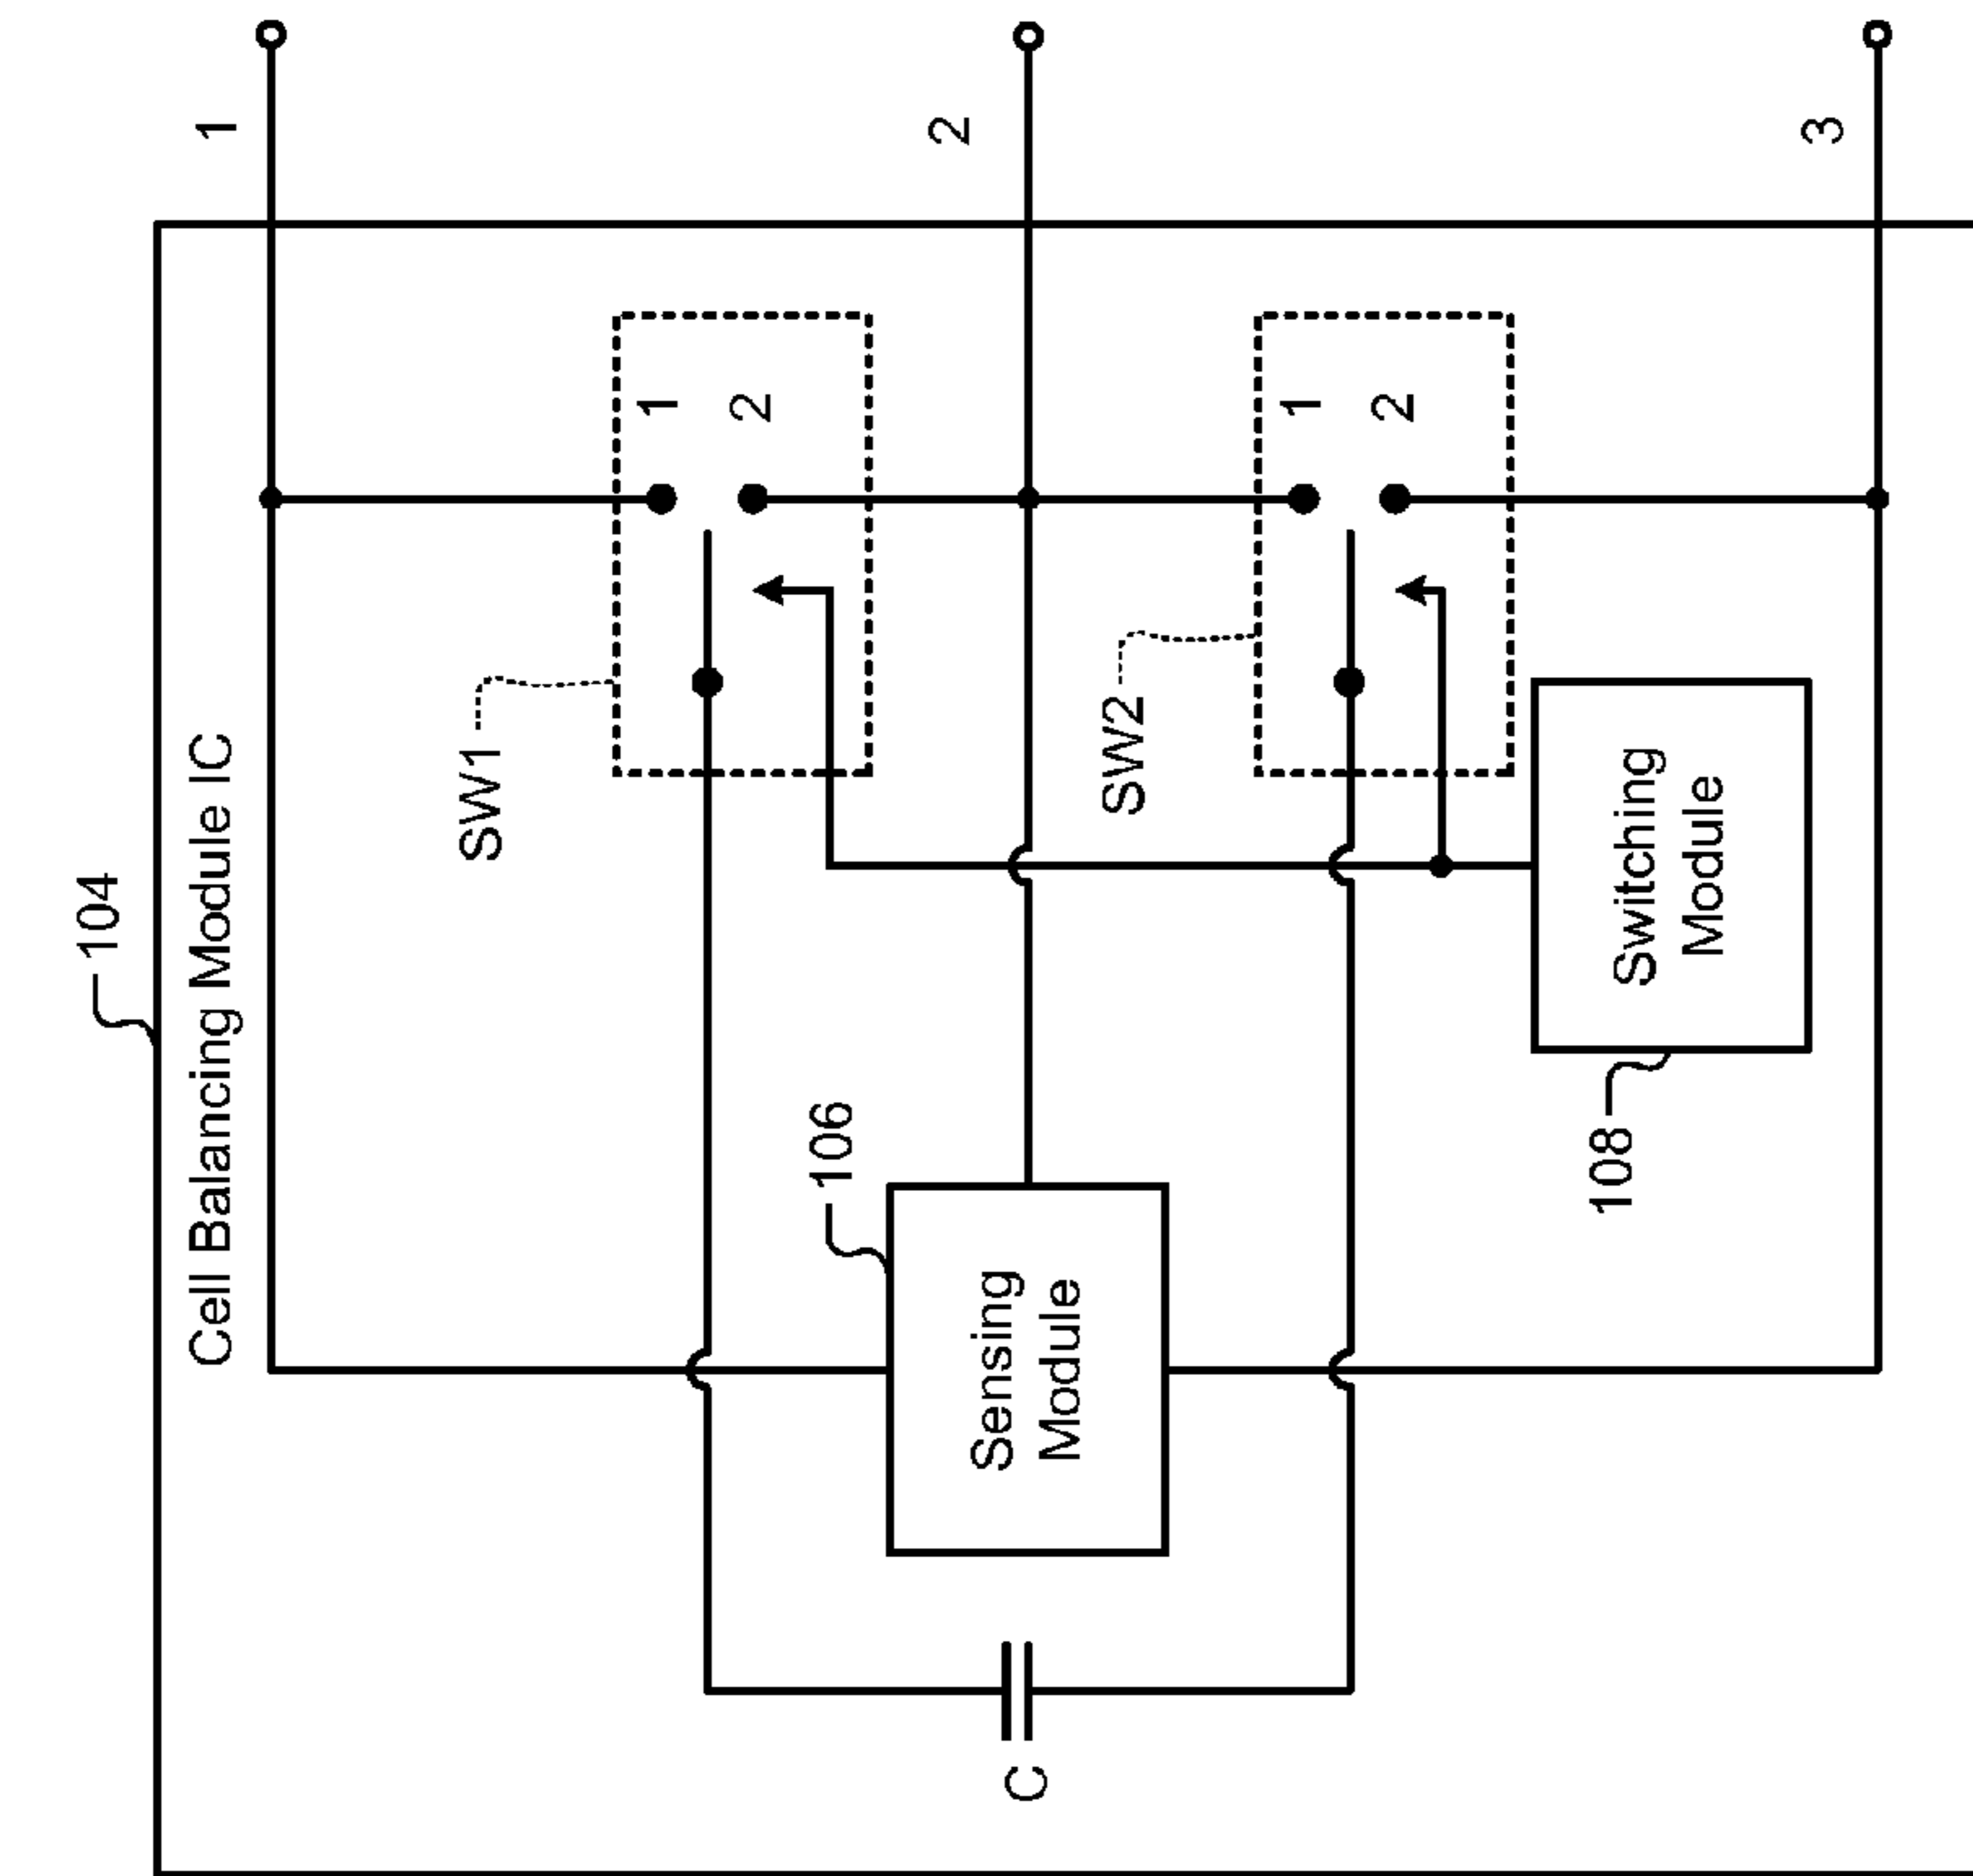 104
Cell Balancing Module IC
1
2
3
SW1
1
2
SW2
1
2
106
Sensing
Module
108
Switching
Module
C